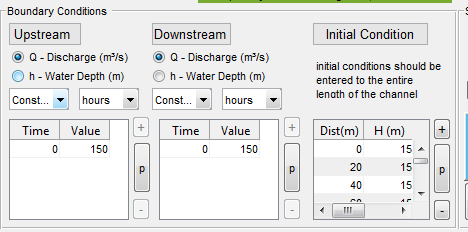 Boundary Conditions
Upstream
Downstream
Initial Condition
Q - Discharge (m³/s)
Q - Discharge (m³/s)
h - Water Depth (m)
h - Water Depth (m)
initial conditions should be
entered to the entire
length of the channel
Const... hours
Const... hours
Time Value
0 150
+
p
-
Time Value
0 150
+
p
-
Dist(m) H (m)
0 15
20 15
40 15
60 15
+
p
-